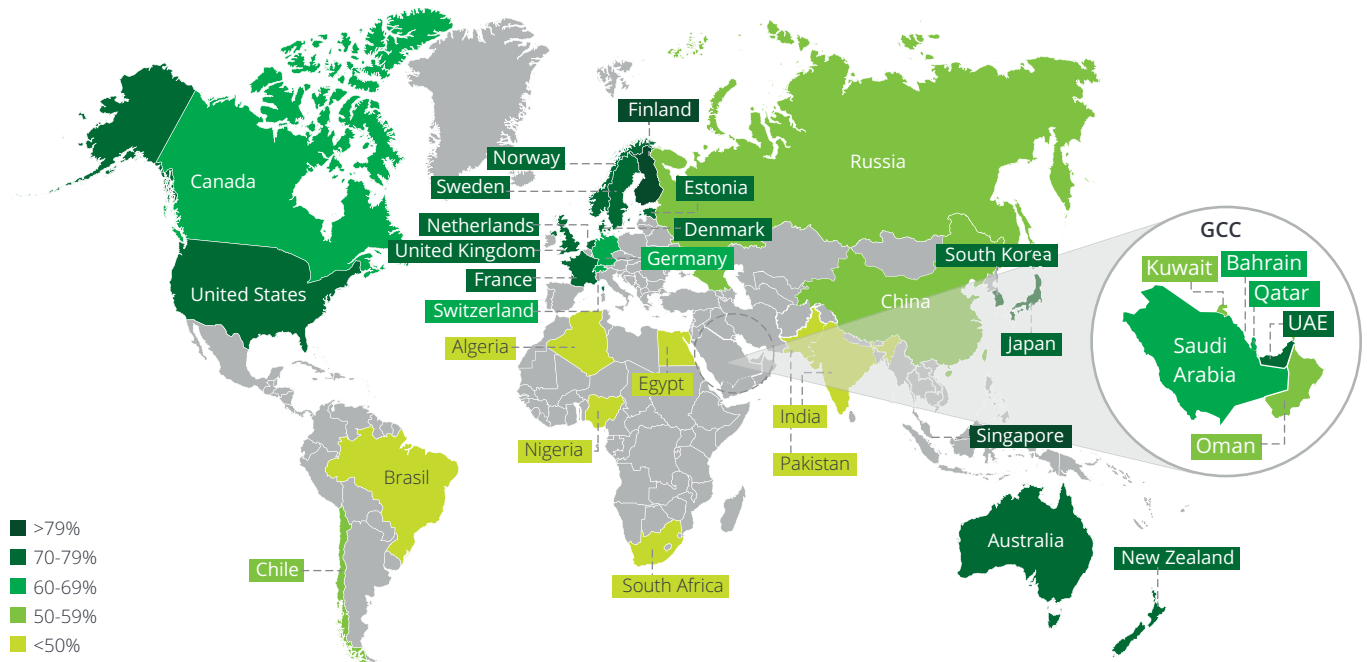 Finland
Norway
Sweden
Estonia
Russia
Canada
Netherlands
Denmark
United Kingdom
Germany
South Korea
GCC
Kuwait
Bahrain
France
United States
China
Qatar
Switzerland
UAE
Algeria
Japan
Saudi
Arabia
Egypt
India
Nigeria
Singapore
Oman
Pakistan
Brasil
>79%
70-79%
Australia
New Zealand
Chile
60-69%
South Africa
50-59%
<50%